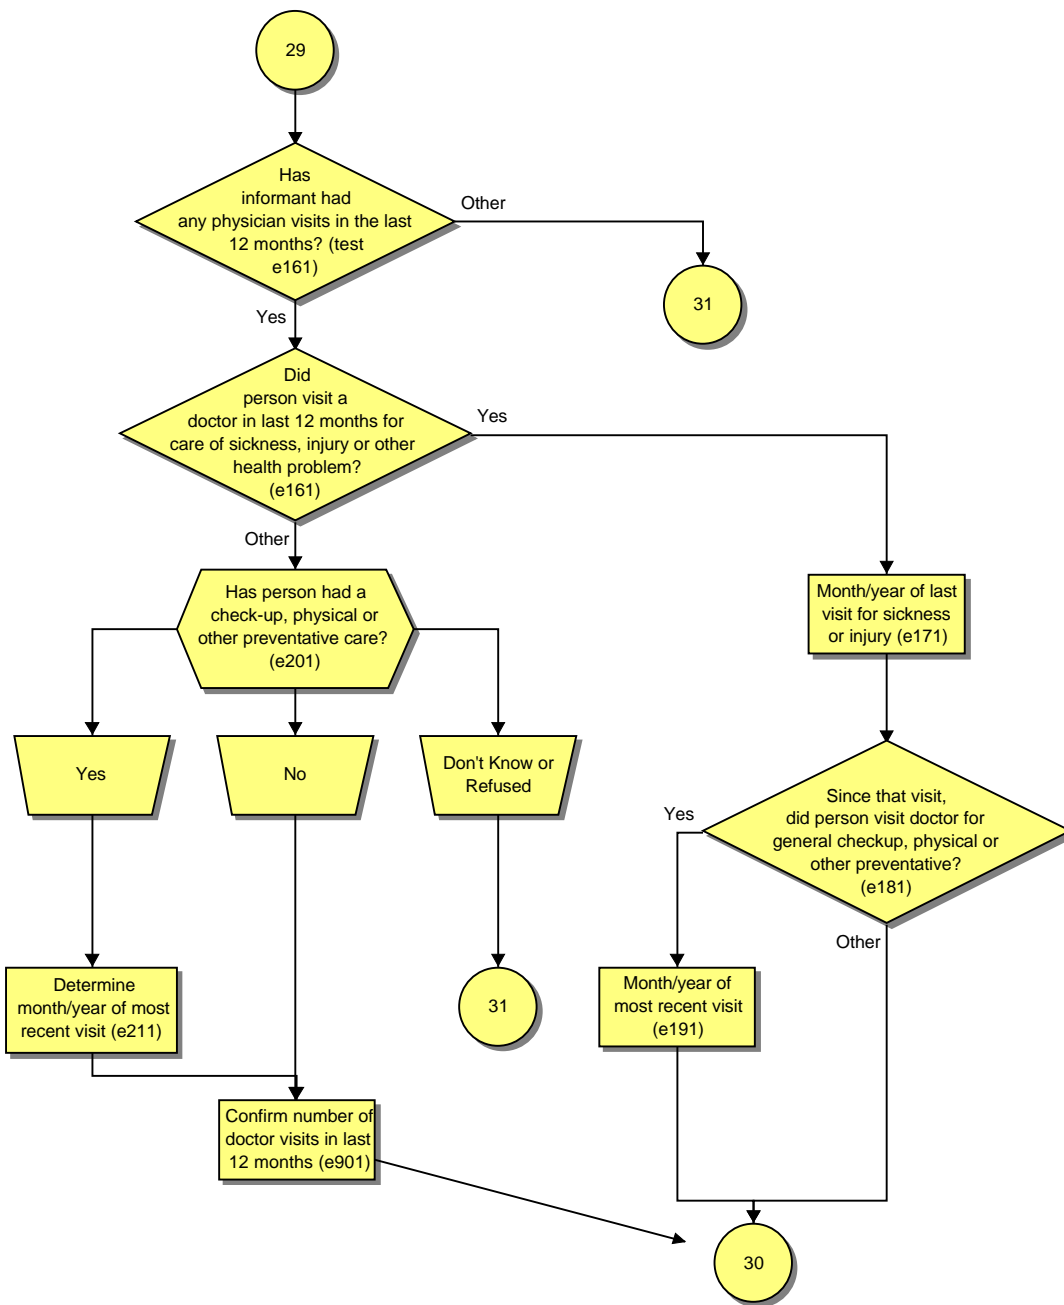 29
Has
informant had
any physician visits in the last
12 months? (test
e161)
Other
31
Yes
Did
person visit a
doctor in last 12 months for
care of sickness, injury or other
health problem?
(e161)
Yes
Other
Has person had a
check-up, physical or
other preventative care?
(e201)
Month/year of last
visit for sickness
or injury (e171)
Yes
No
Don't Know or
Refused
Since that visit,
did person visit doctor for
general checkup, physical or
other preventative?
(e181)
Yes
Other
Determine
month/year of most
recent visit (e211)
31
Month/year of
most recent visit
(e191)
Confirm number of
doctor visits in last
12 months (e901)
30